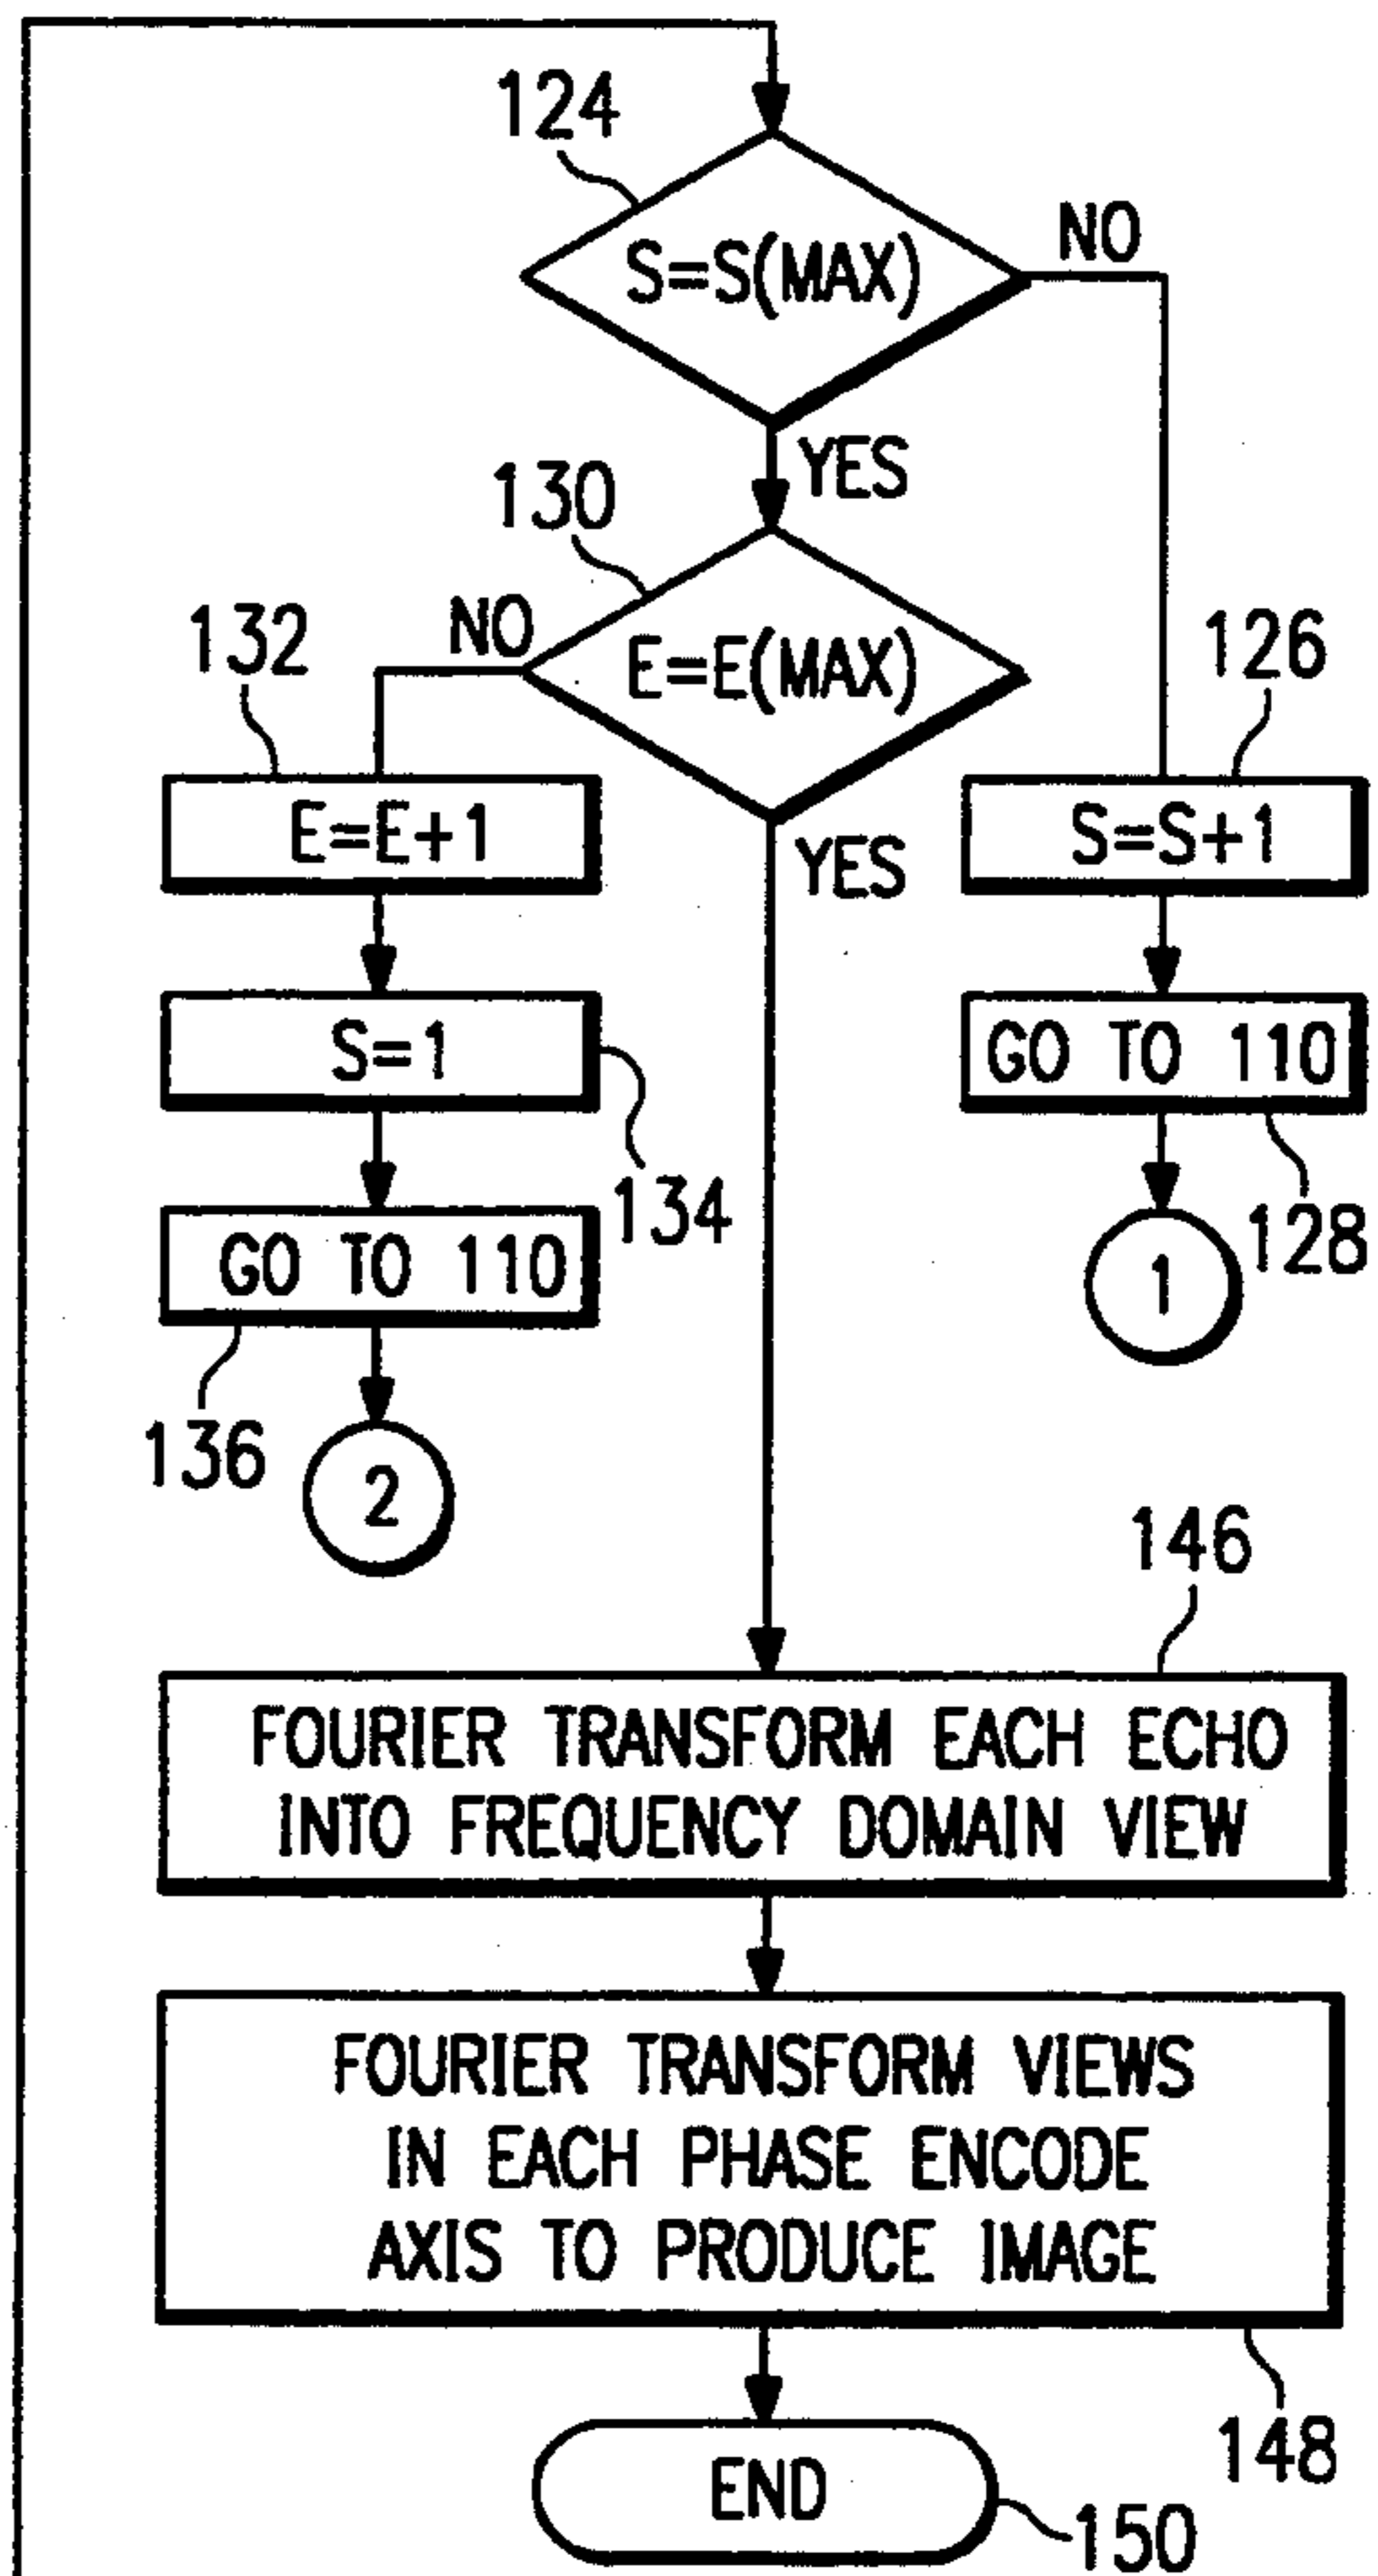 124
S=S(MAX)
NO
YES
130
E=E(MAX)
NO
YES
132
E=E+1
126
S=S+1
S=1
134
GO TO 110
128
1
GO TO 110
136
2
146
FOURIER TRANSFORM EACH ECHO
INTO FREQUENCY DOMAIN VIEW
FOURIER TRANSFORM VIEWS
IN EACH PHASE ENCODE
AXIS TO PRODUCE IMAGE
148
END
150